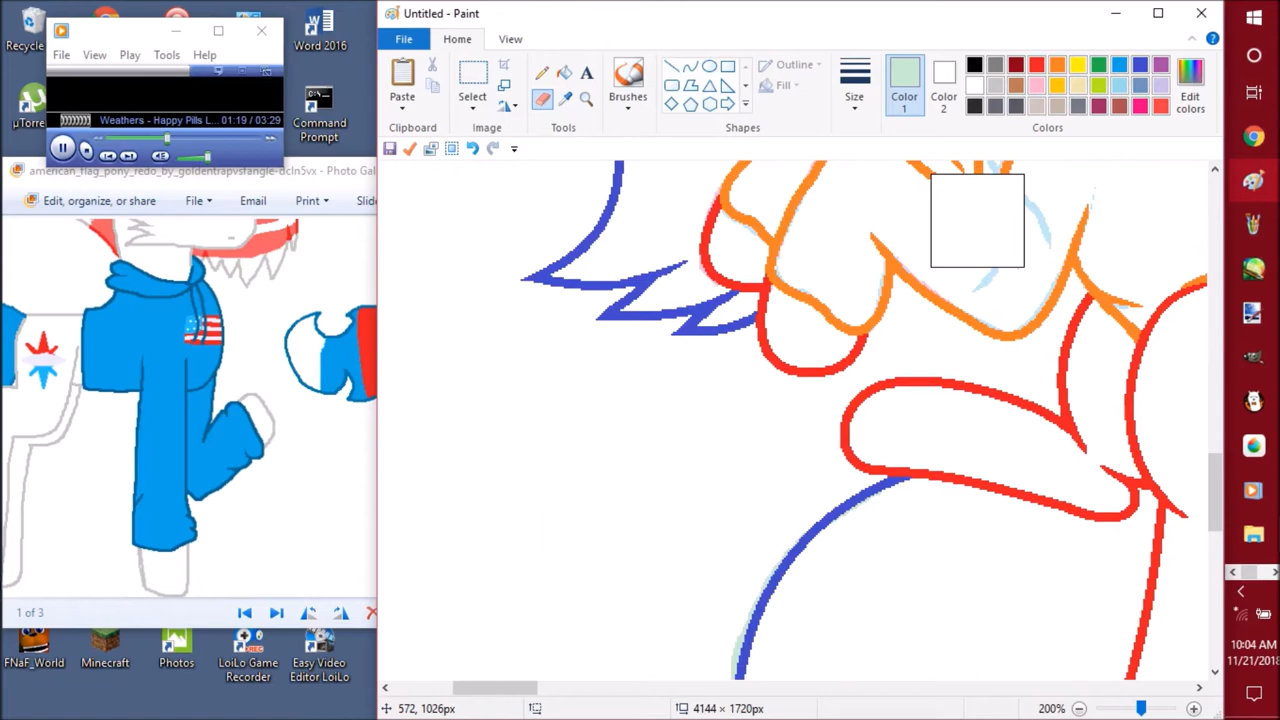 Recycle
Word 2016
µTorre
Command
Prompt
File View Play Tools Help
Weathers - Happy Pills L... 01:19 / 03:29
american_flag_pony_redo_by_goldentrapvsfangle-dcln5vx - Photo Gal
Edit, organize, or share File Email Print Slide
1 of 3
FNaF_World
Minecraft
Photos
LoiLo Game
Recorder
Easy Video
Editor LoiLo
Untitled - Paint
File Home View
Paste
Select
A
Brushes
Outline
Fill
Size
Color
1
Color
2
Edit
colors
Clipboard Image Tools Shapes Colors
572, 1026px
4144 × 1720px
200%
10:04 AM
11/21/2018